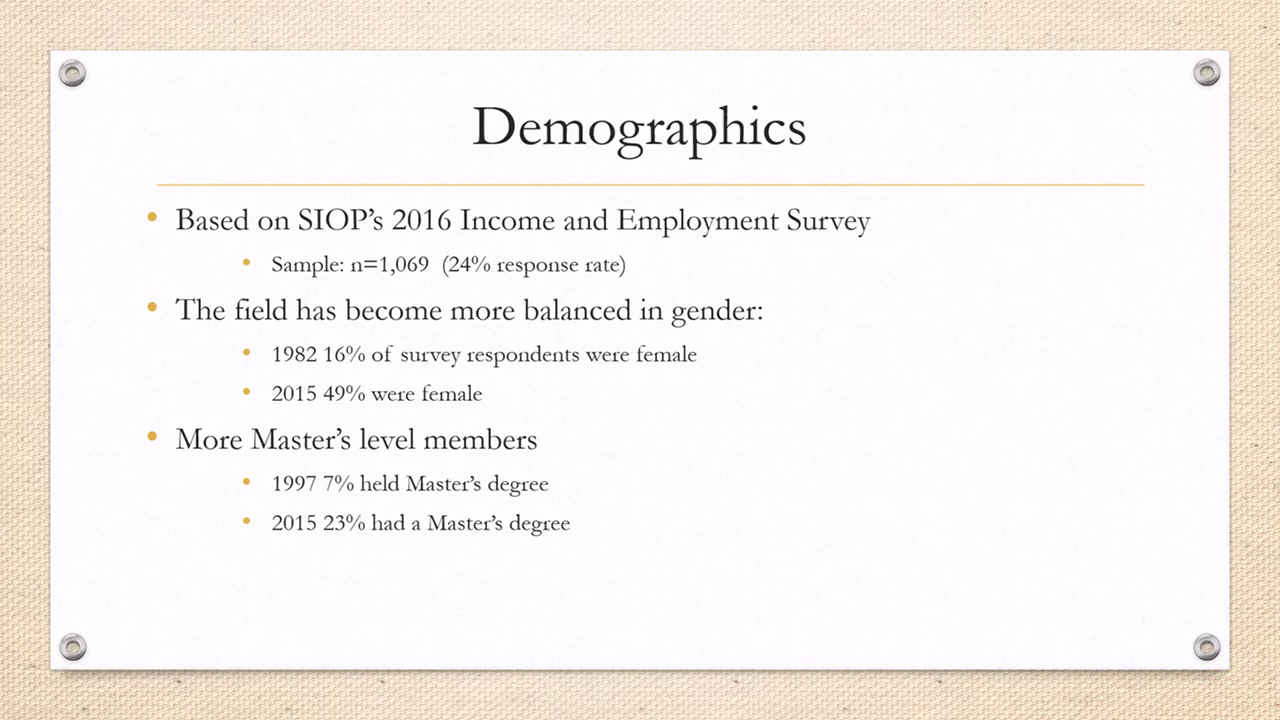 Demographics
• Based on SIOP’s 2016 Income and Employment Survey
• Sample: n=1,069 (24% response rate)
• The field has become more balanced in gender:
• 1982 16% of survey respondents were female
• 2015 49% were female
• More Master’s level members
• 1997 7% held Master’s degree
• 2015 23% had a Master’s degree